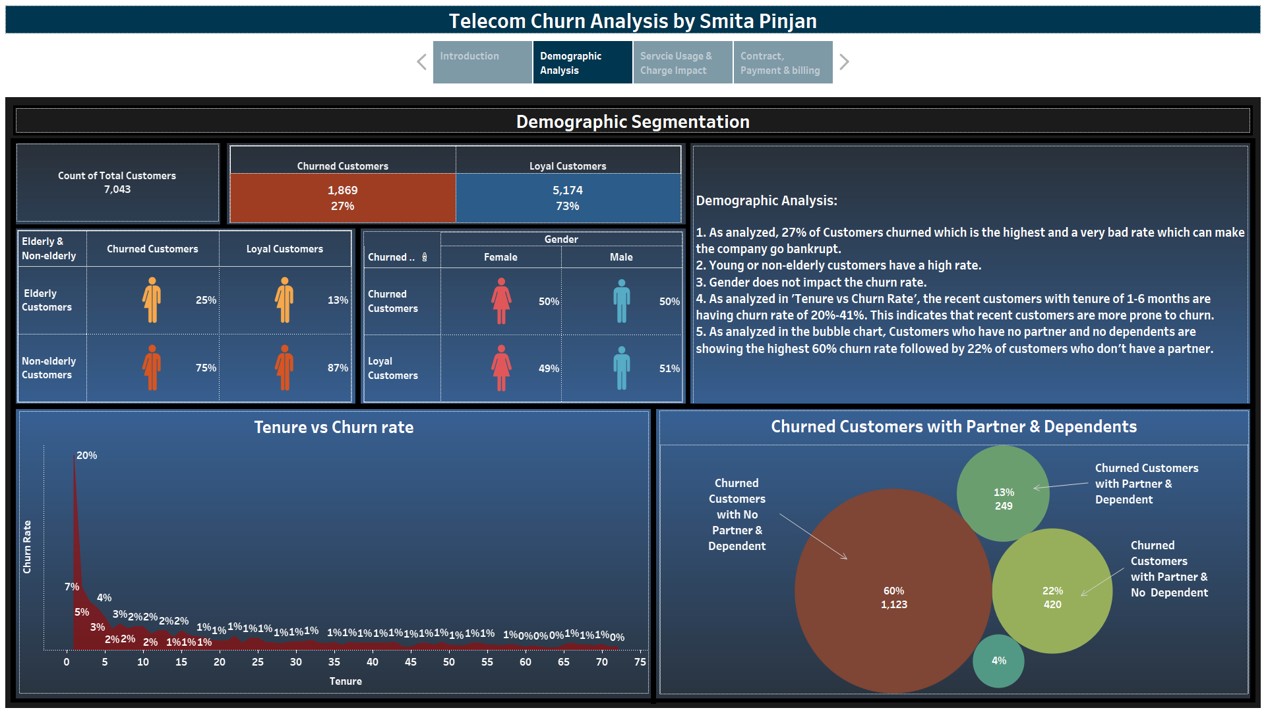 Telecom Churn Analysis by Smita Pinjan
Introduction
Demographic
Analysis
Servcie Usage &
Charge Impact
Contract,
Payment & billing
Demographic Segmentation
Count of Total Customers
7,043
Churned Customers
Loyal Customers
1,869
27%
5,174
73%
Elderly &
Non-elderly
Churned Customers
Loyal Customers
Elderly
Customers
25%
13%
Non-elderly
Customers
75%
87%
Gender
Churned ..
Female
Male
Churned
Customers
50%
50%
Loyal
Customers
49%
51%
Demographic Analysis:
1. As analyzed, 27% of Customers churned which is the highest and a very bad rate which can make
the company go bankrupt.
2. Young or non-elderly customers have a high rate.
3. Gender does not impact the churn rate.
4. As analyzed in 'Tenure vs Churn Rate', the recent customers with tenure of 1-6 months are
having churn rate of 20%-41%. This indicates that recent customers are more prone to churn.
5. As analyzed in the bubble chart, Customers who have no partner and no dependents are
showing the highest 60% churn rate followed by 22% of customers who don't have a partner.
Tenure vs Churn rate
Churn Rate
20%
7%
4%
5%
3%2%2% 2%2%
3%
1%1% 1%1%1% 1%1%1% 1%1%1%1%1%1%1%1%1%1%1% 1%0%0%0%1%1%1%0%
2%2% 2% 1%1%1%
0 5 10 15 20 25 30 35 40 45 50 55 60 65 70 75
Tenure
Churned Customers with Partner & Dependents
Churned
Customers
with No
Partner &
Dependent
13%
249
Churned Customers
with Partner &
Dependent
60%
1,123
22%
420
Churned
Customers
with Partner &
No Dependent
4%